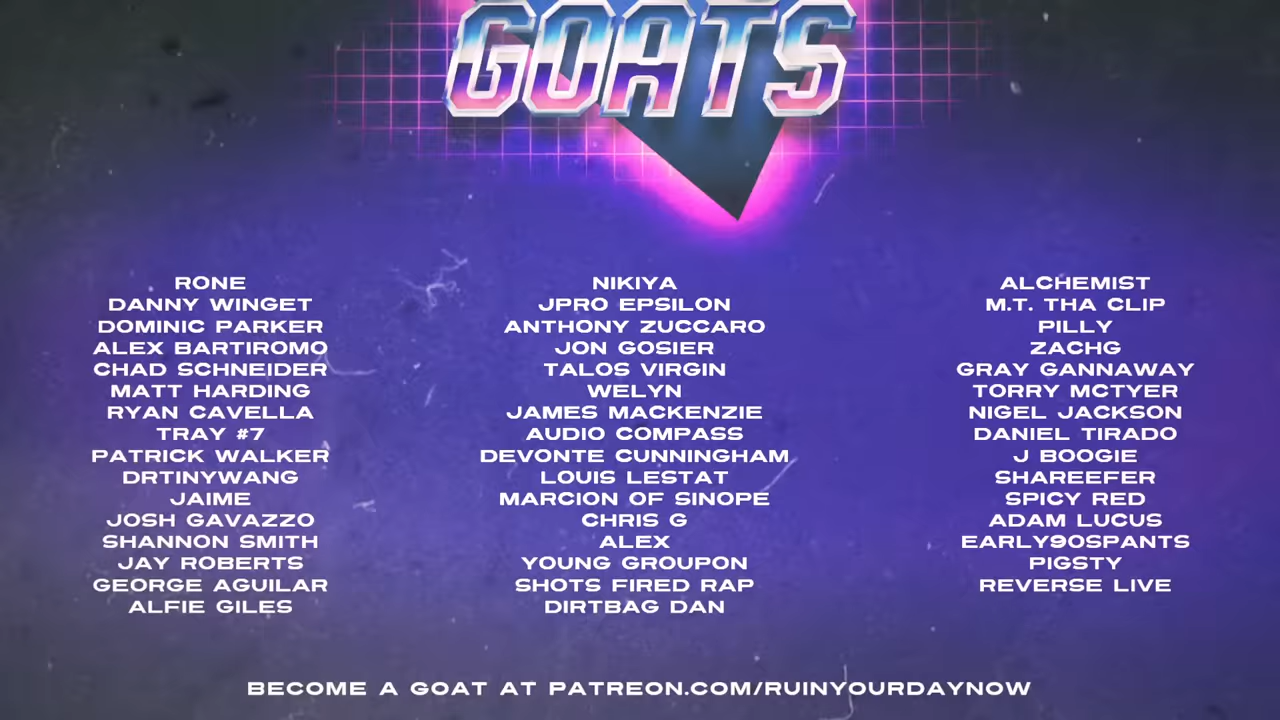 GOATS
RONE
DANNY WINGET
DOMINIC PARKER
ALEX BARTIROMO
CHAD SCHNEIDER
MATT HARDING
RYAN CAVELLA
TRAY #7
PATRICK WALKER
DRTINYWANG
JAIME
JOSH GAVAZZO
SHANNON SMITH
JAY ROBERTS
GEORGE AGUILAR
ALFIE GILES
NIKIYA
JPRO EPSILON
ANTHONY ZUCCARO
JON GOSIER
TALOS VIRGIN
WELYN
JAMES MACKENZIE
AUDIO COMPASS
DEVONTE CUNNINGHAM
LOUIS LESTAT
MARCION OF SINOPE
CHRIS G
ALEX
YOUNG GROUPON
SHOTS FIRED RAP
DIRTBAG DAN
ALCHEMIST
M.T. THA CLIP
PILLY
ZACHG
GRAY GANNAWAY
TORRY MCTYER
NIGEL JACKSON
DANIEL TIRADO
J BOOGIE
SHAREEFER
SPICY RED
ADAM LUCUS
EARLY90SPANTS
PIGSTY
REVERSE LIVE
BECOME A GOAT AT PATREON.COM/RUINYOURDAYNOW